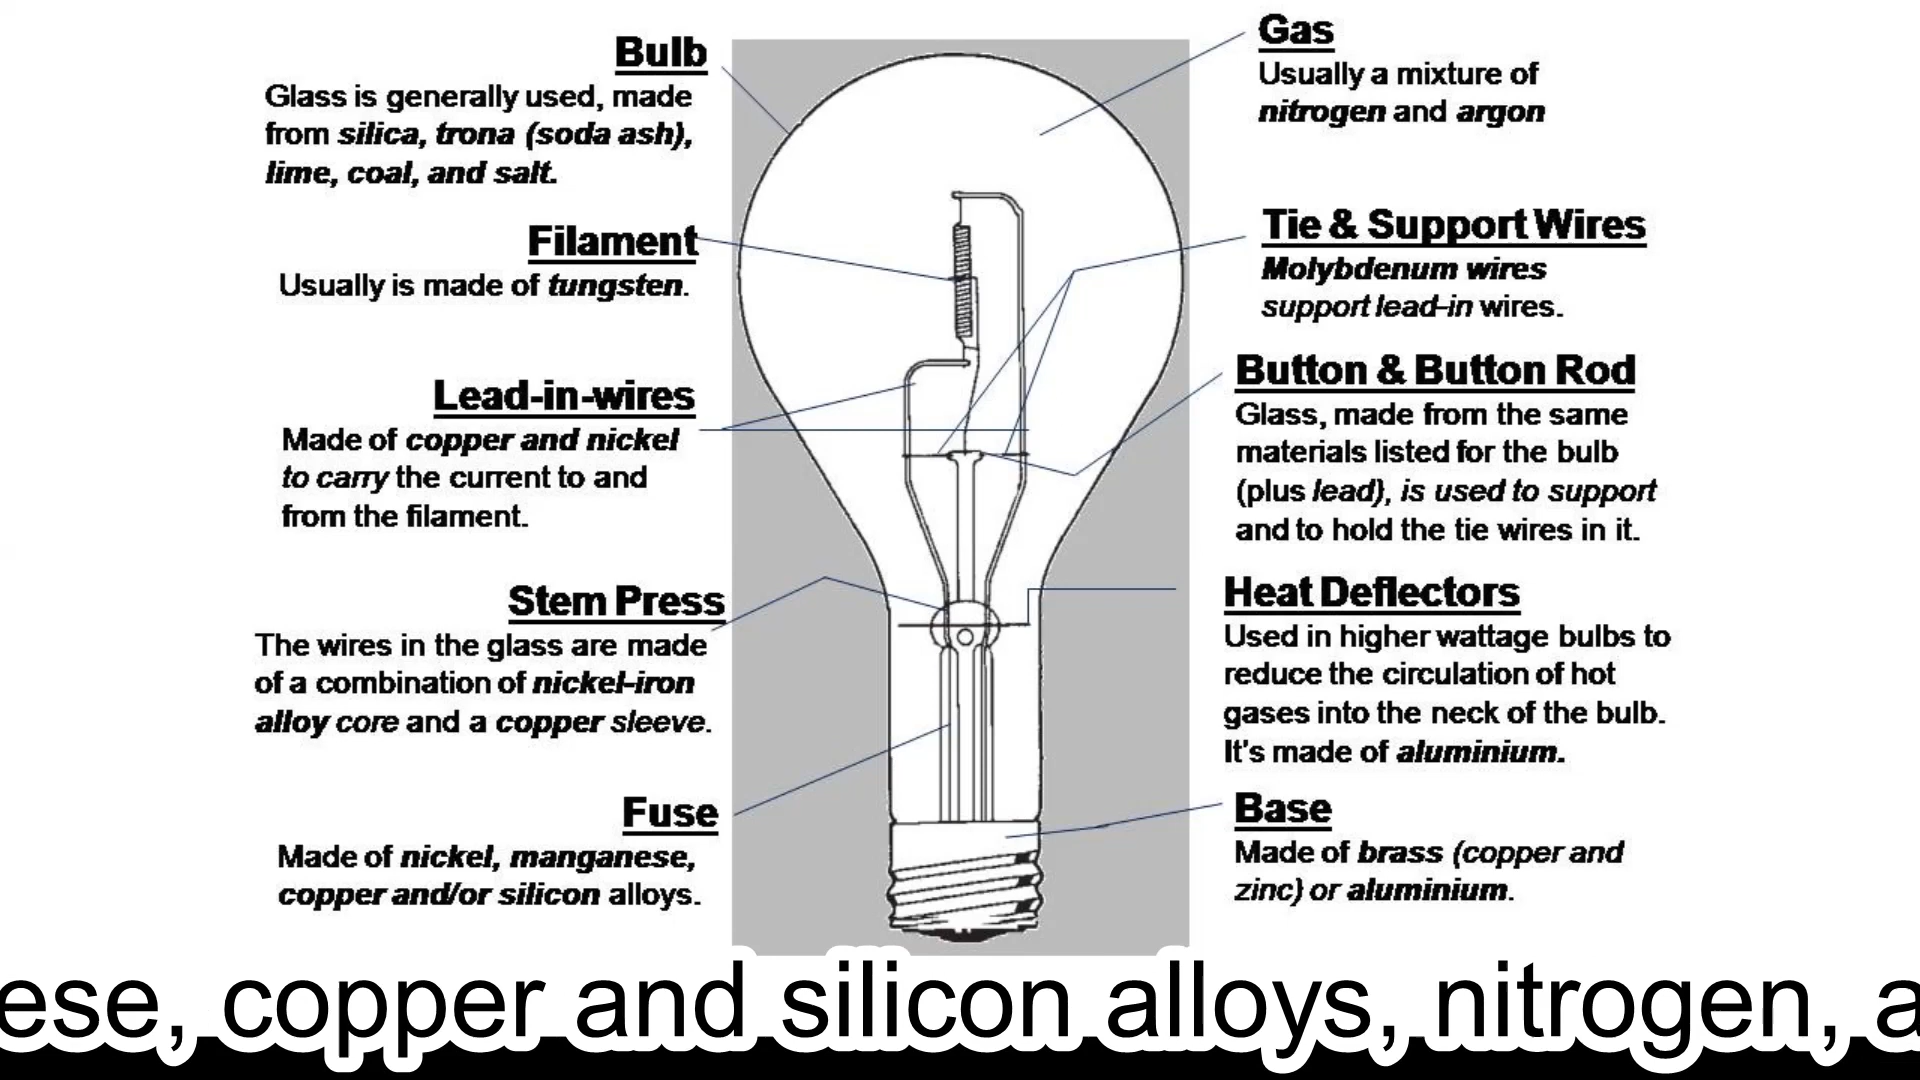 Bulb
Glass is generally used, made
from silica, trona (soda ash),
lime, coal, and salt.
Filament
Usually is made of tungsten.
Lead-in-wires
Made of copper and nickel
to carry the current to and
from the filament.
Stem Press
The wires in the glass are made
of a combination of nickel-iron
alloy core and a copper sleeve.
Fuse
Made of nickel, manganese,
copper and/or silicon alloys.
Gas
Usually a mixture of
nitrogen and argon
Tie & Support Wires
Molybdenum wires
support lead-in wires.
Button & Button Rod
Glass, made from the same
materials listed for the bulb
(plus lead), is used to support
and to hold the tie wires in it.
Heat Deflectors
Used in higher wattage bulbs to
reduce the circulation of hot
gases into the neck of the bulb.
It's made of aluminium.
Base
Made of brass (copper and
zinc) or aluminium.
ese, copper and silicon alloys, nitrogen, a